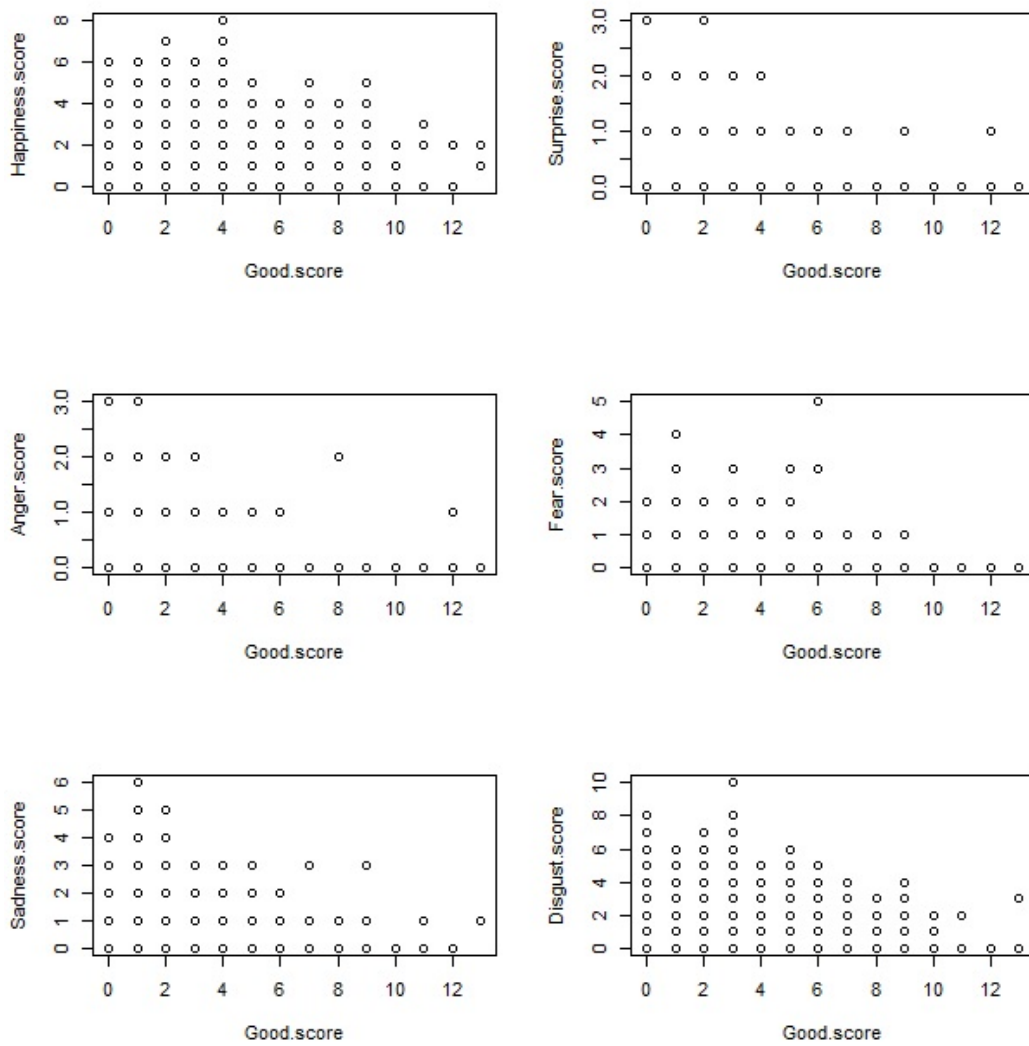 Happiness.score
0 2 4 6 8
0 2 4 6 8 10 12
Good.score
Surprise.score
0.0 1.0 2.0 3.0
0 2 4 6 8 10 12
Good.score
Anger.score
0.0 1.0 2.0 3.0
0 2 4 6 8 10 12
Good.score
Fear.score
0 1 2 3 4 5
0 2 4 6 8 10 12
Good.score
Sadness.score
0 1 2 3 4 5 6
0 2 4 6 8 10 12
Good.score
Disgust.score
0 2 4 6 8 10
0 2 4 6 8 10 12
Good.score